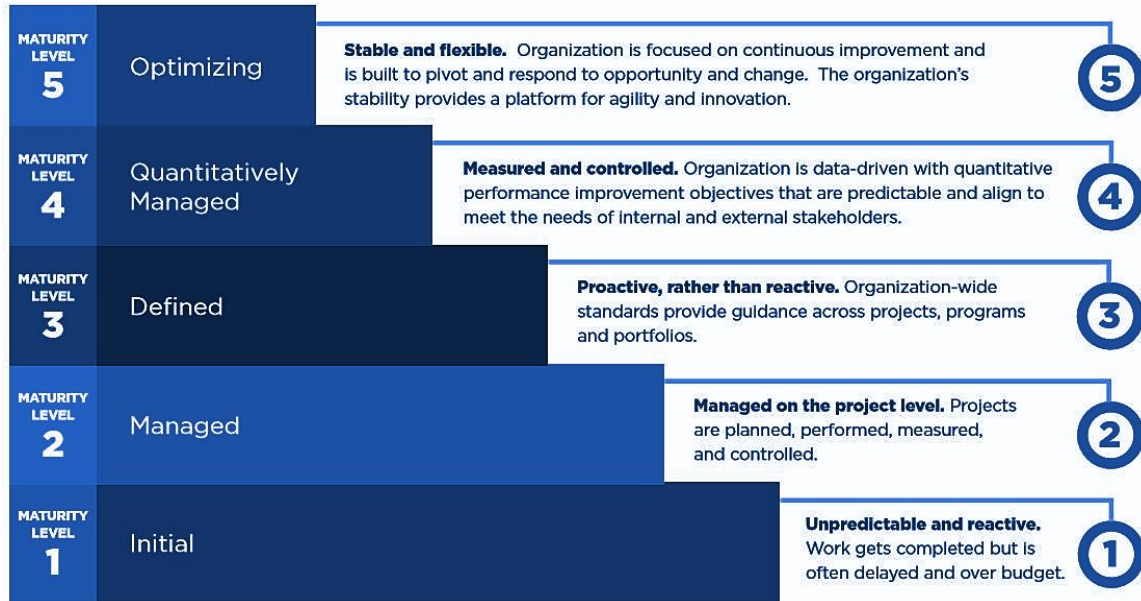 MATURITY
LEVEL
5
Optimizing
Stable and flexible. Organization is focused on continuous improvement and
is built to pivot and respond to opportunity and change. The organization’s
stability provides a platform for agility and innovation.
5
MATURITY
LEVEL
4
Quantitatively
Managed
Measured and controlled. Organization is data-driven with quantitative
performance improvement objectives that are predictable and align to
meet the needs of internal and external stakeholders.
4
MATURITY
LEVEL
3
Defined
Proactive, rather than reactive. Organization-wide
standards provide guidance across projects, programs
and portfolios.
3
MATURITY
LEVEL
2
Managed
Managed on the project level. Projects
are planned, performed, measured,
and controlled.
2
MATURITY
LEVEL
1
Initial
Unpredictable and reactive.
Work gets completed but is
often delayed and over budget.
1